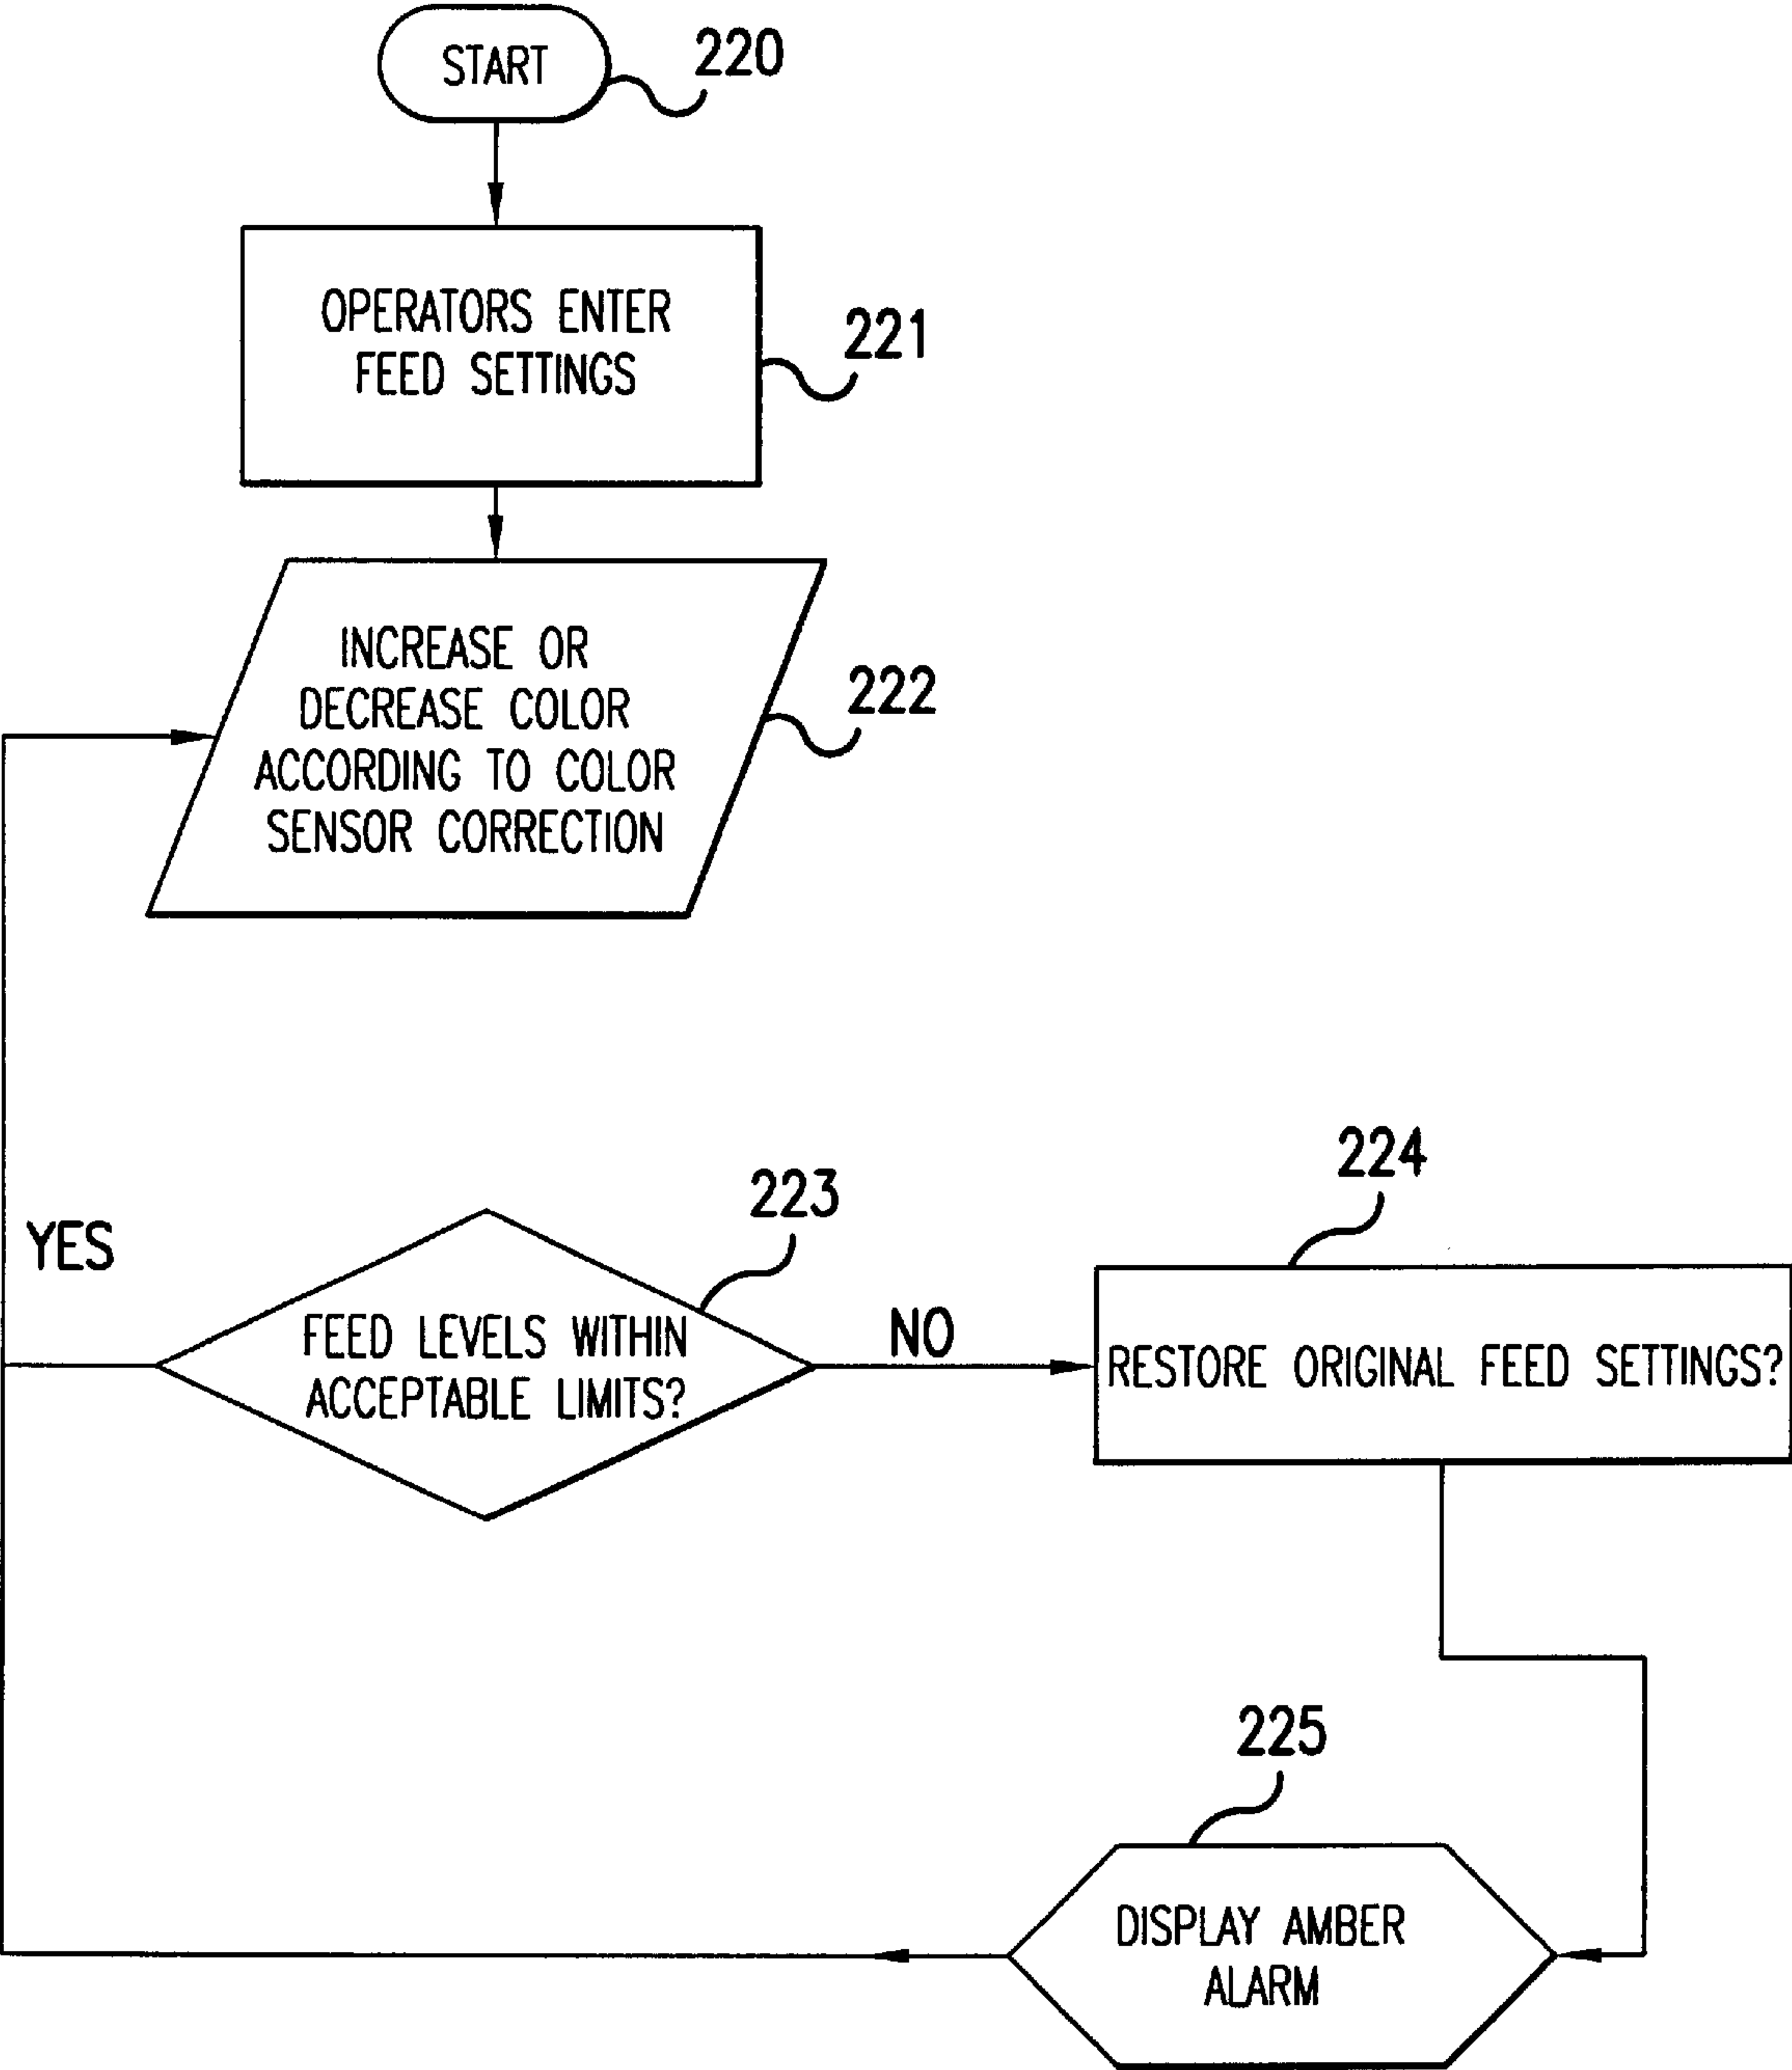 START
220
OPERATORS ENTER
FEED SETTINGS
221
INCREASE OR
DECREASE COLOR
ACCORDING TO COLOR
SENSOR CORRECTION
222
YES
223
FEED LEVELS WITHIN
ACCEPTABLE LIMITS?
NO
224
RESTORE ORIGINAL FEED SETTINGS?
225
DISPLAY AMBER
ALARM